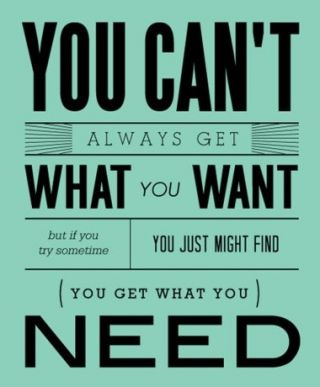 YOU CAN'T
ALWAYS GET
WHAT YOU WANT
but if you
try sometime
YOU JUST MIGHT FIND
(YOU GET WHAT YOU)
NEED